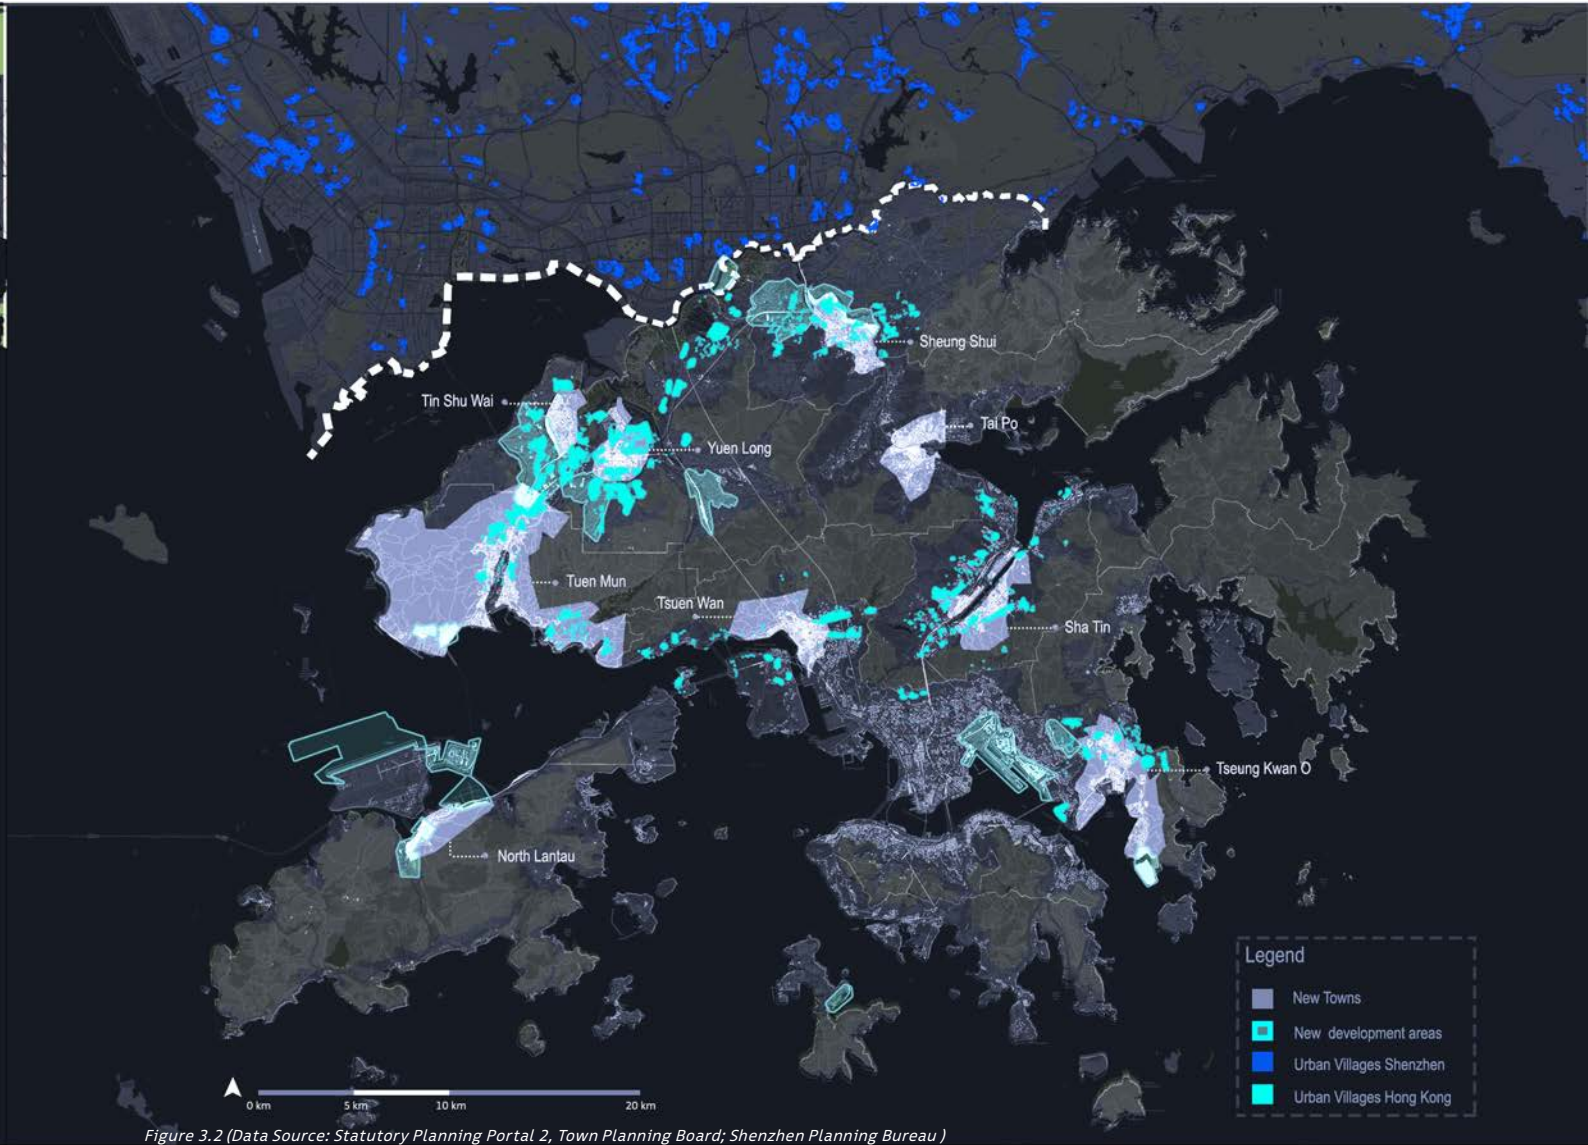 Sheung Shui
Tin Shu Wai
Tai Po
Yuen Long
Tuen Mun
Tsuen Wan
Sha Tin
Tseung Kwan O
North Lantau
Legend
New Towns
New development areas
Urban Villages Shenzhen
Urban Villages Hong Kong
0 km 5 km 10 km 20 km
Figure 3.2 (Data Source: Statutory Planning Portal 2, Town Planning Board; Shenzhen Planning Bureau )